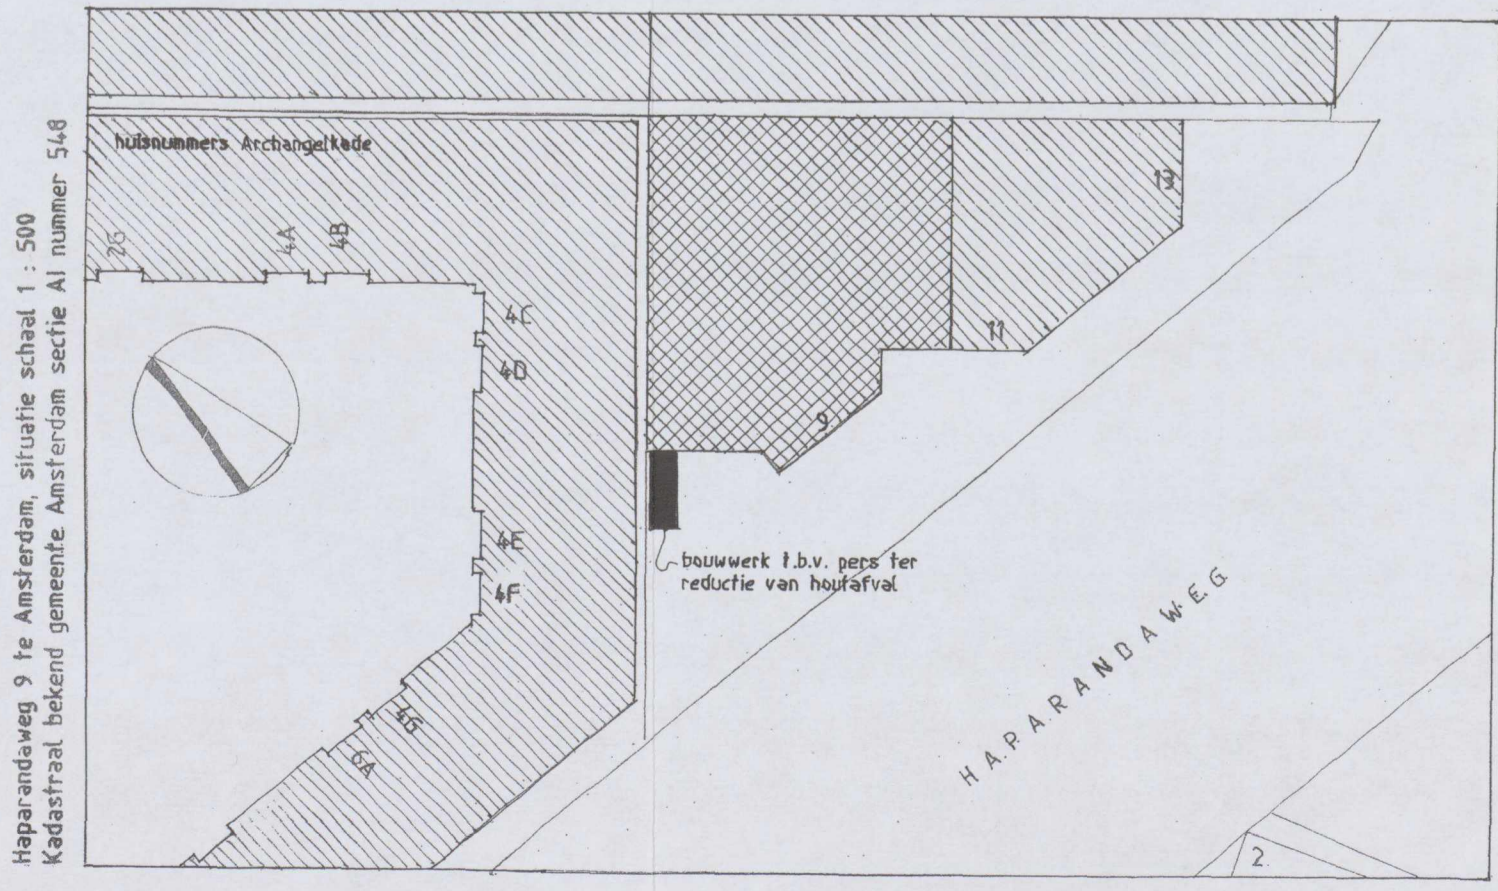 Haparandaweg 9 te Amsterdam, situatie schaal 1 : 500
Kadastraal bekend gemeente Amsterdam sectie AI nummer 548
huisnummers Archangelkade
2G
4A
4B
4C
4D
4E
4F
4G
6A
13
11
9
bouwwerk t.b.v. pers ter
reductie van houtafval
HAPARANDAWEG
2